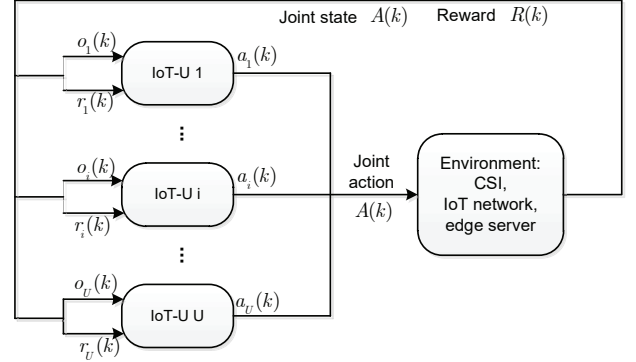 Joint state A(k) Reward R(k)
o_1(k)
IoT-U 1
a_1(k)
r_1(k)
⋮
o_i(k)
IoT-U i
a_i(k)
r_i(k)
⋮
o_U(k)
IoT-U U
a_U(k)
r_U(k)
Joint
action
A(k)
Environment:
CSI,
IoT network,
edge server